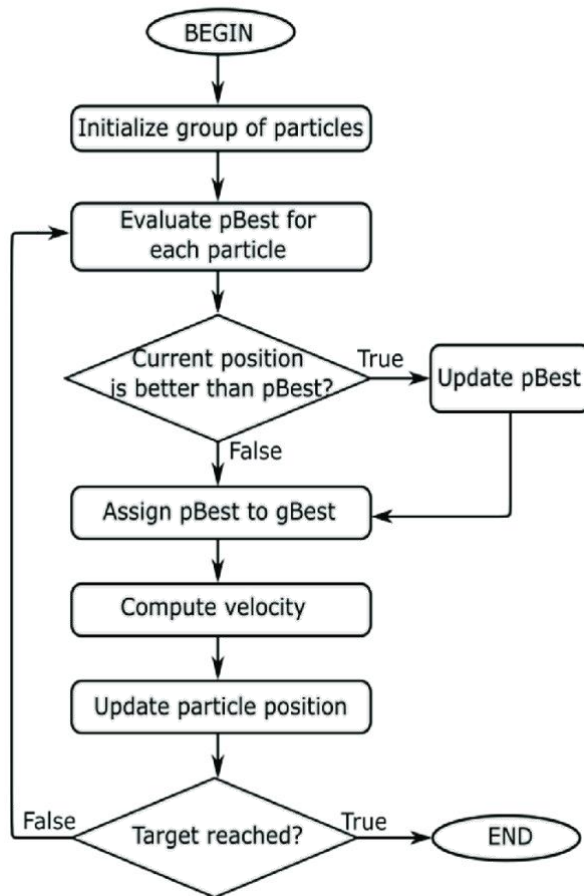 BEGIN
Initialize group of particles
Evaluate pBest for
each particle
Current position
is better than pBest?
True
Update pBest
False
Assign pBest to gBest
Compute velocity
Update particle position
False
Target reached?
True
END